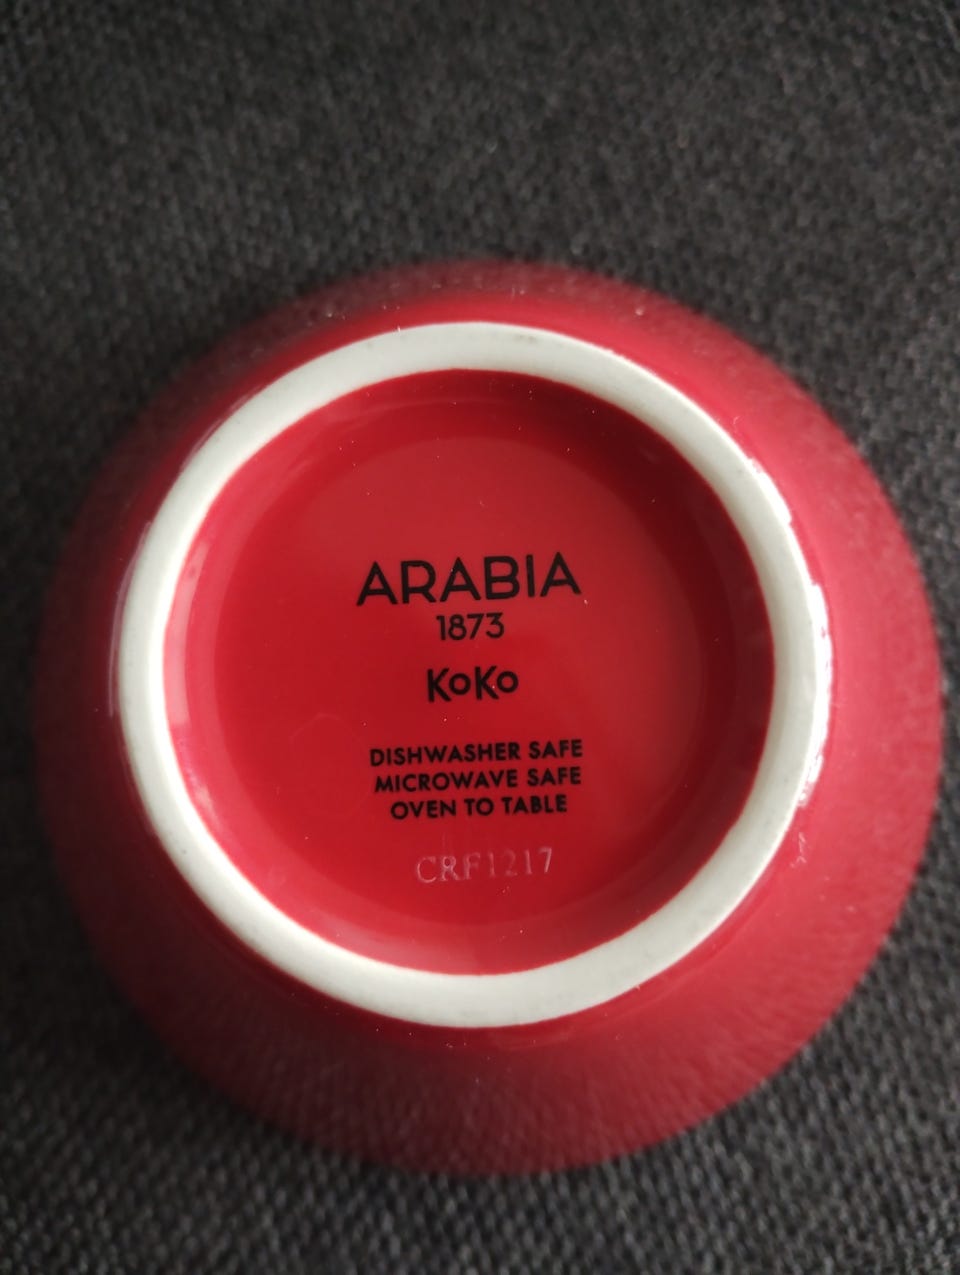 ARABIA
1873
KoKo
DISHWASHER SAFE
MICROWAVE SAFE
OVEN TO TABLE
CRF1217